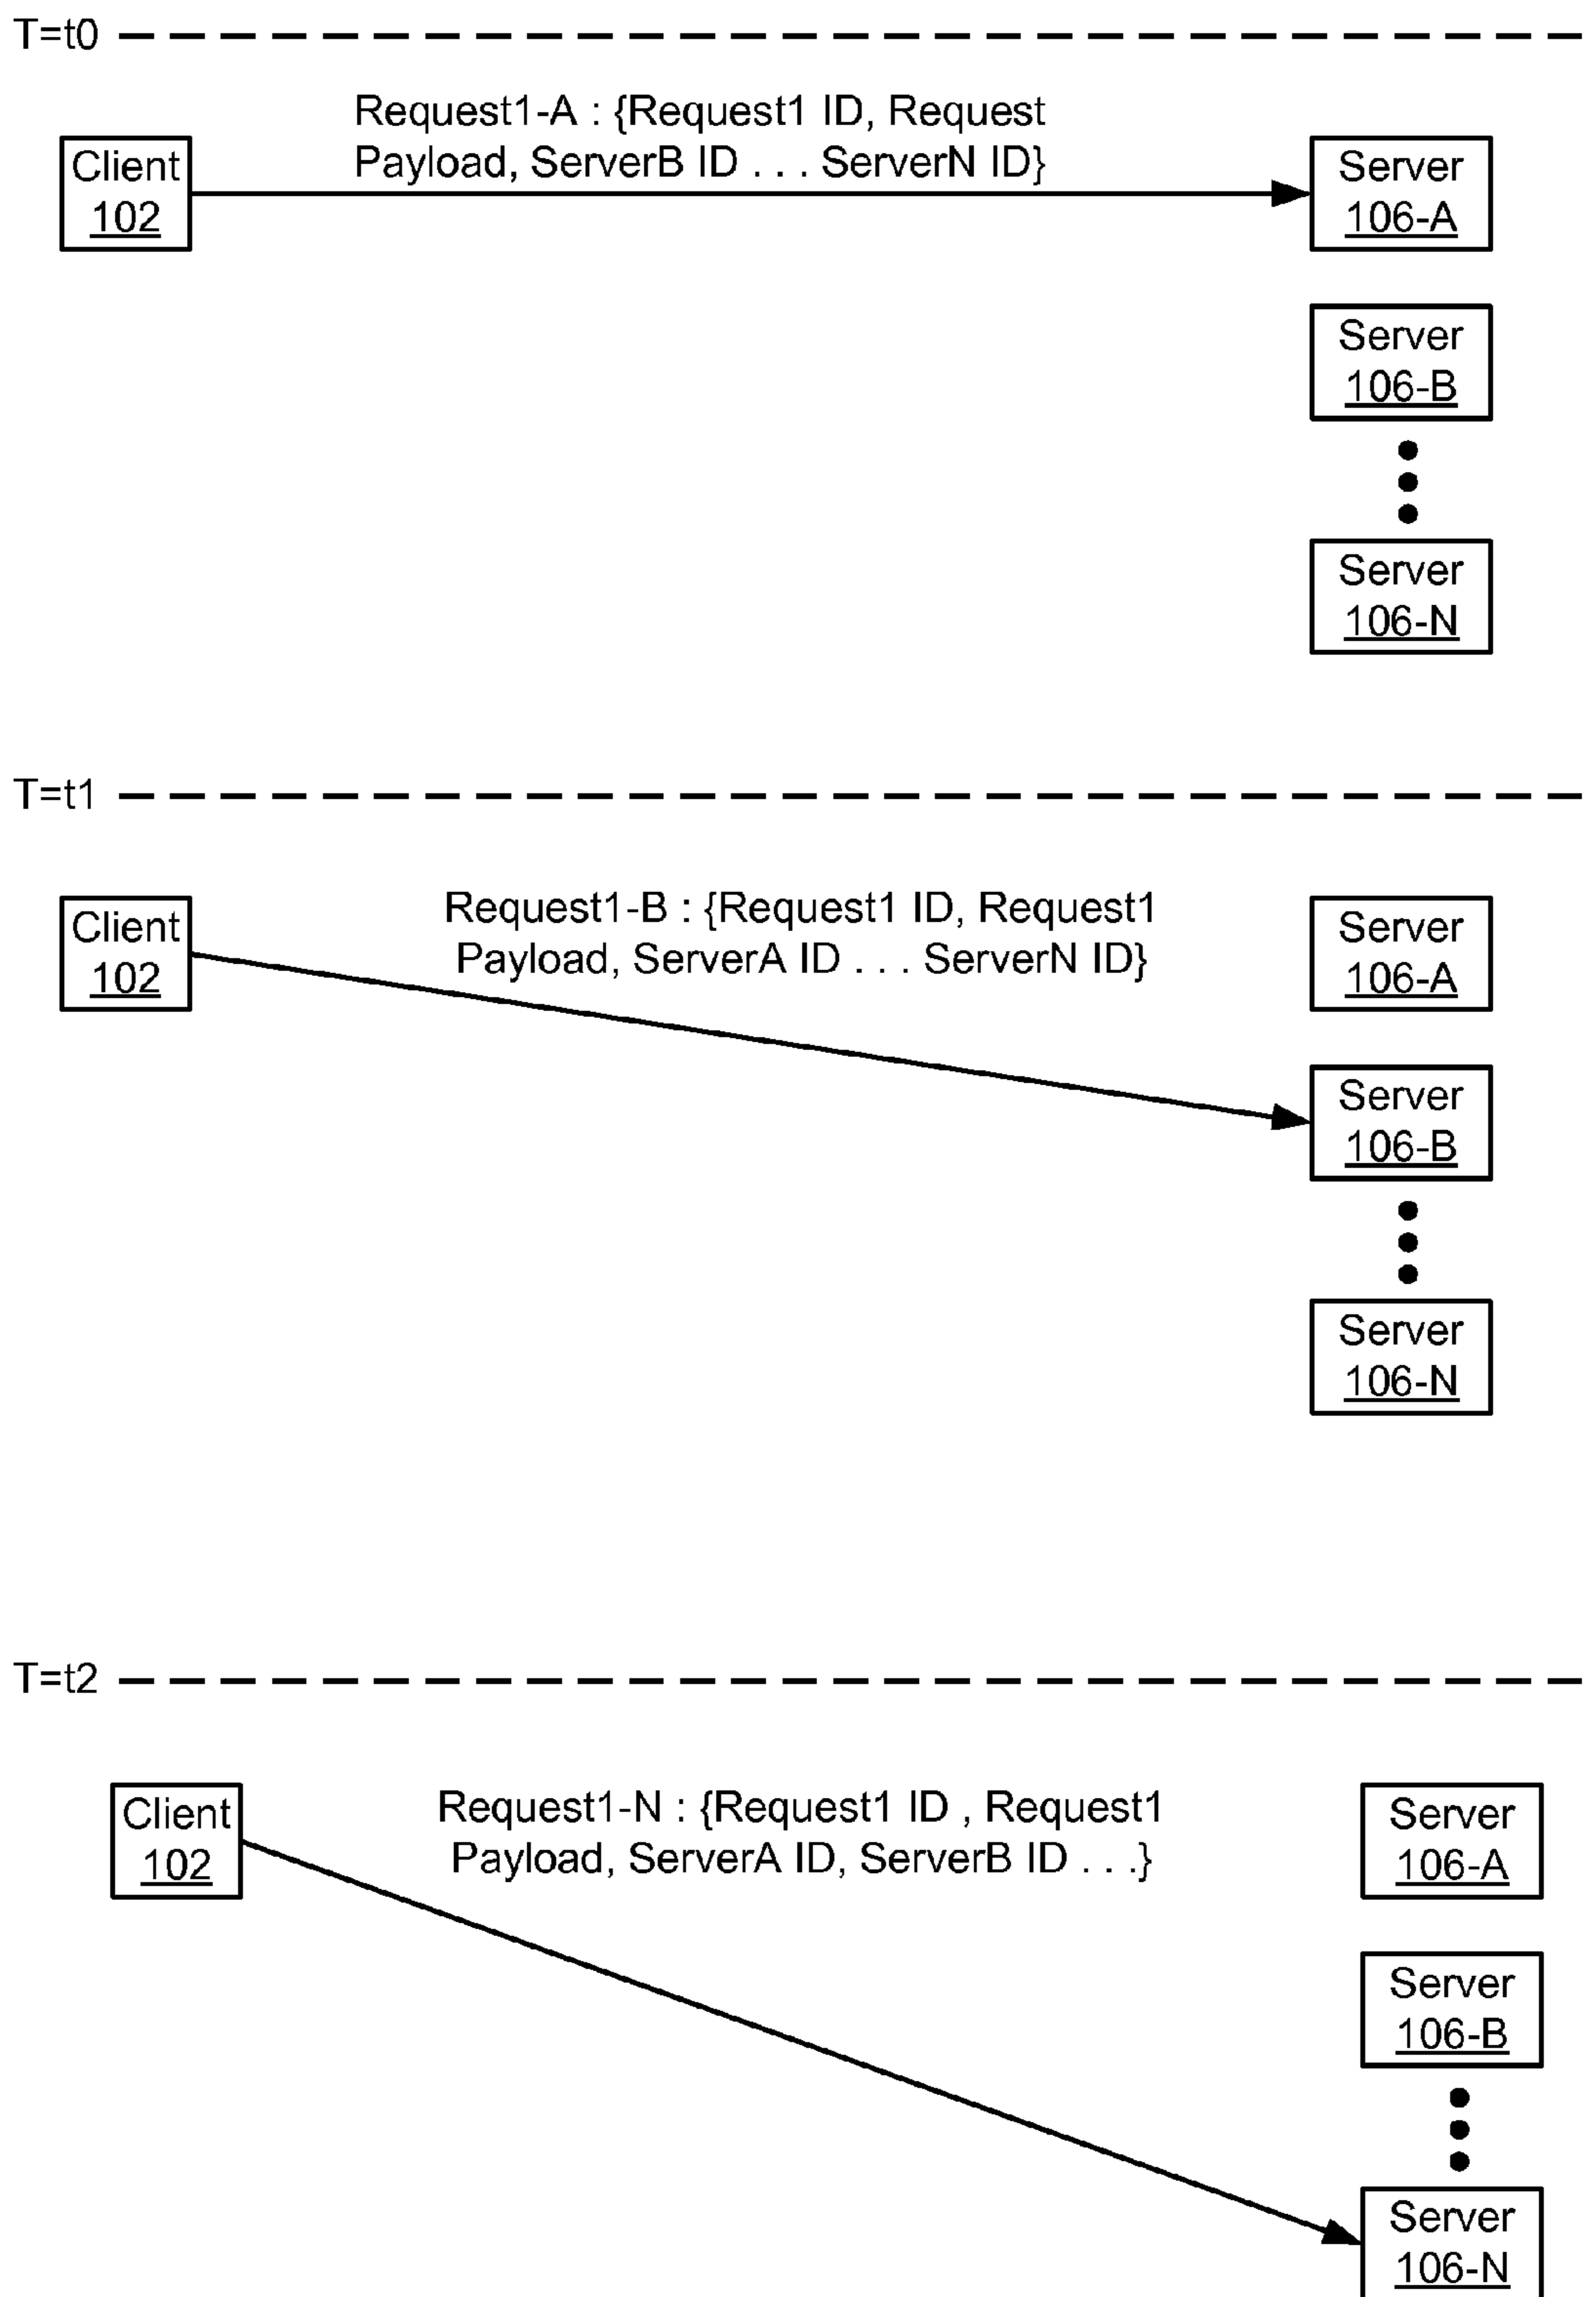 T=t0
Request1-A : {Request1 ID, Request
Payload, ServerB ID . . . ServerN ID}
Client
102
Server
106-A
Server
106-B
Server
106-N
T=t1
Request1-B : {Request1 ID, Request1
Payload, ServerA ID . . . ServerN ID}
Client
102
Server
106-A
Server
106-B
Server
106-N
T=t2
Request1-N : {Request1 ID , Request1
Payload, ServerA ID, ServerB ID . . .}
Client
102
Server
106-A
Server
106-B
Server
106-N